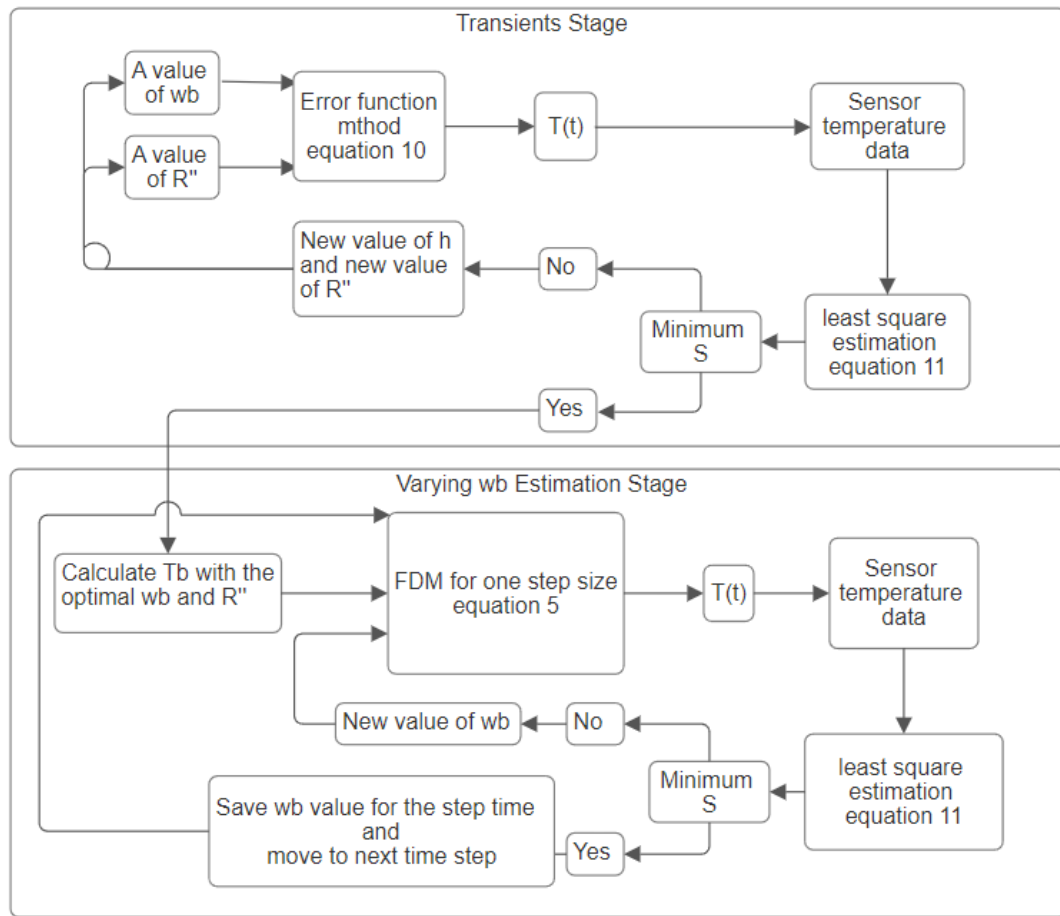 Transients Stage
A value
of wb
Error function
mthod
equation 10
T(t)
Sensor
temperature
data
A value
of R"
New value of h
and new value
of R"
No
Minimum
S
least square
estimation
equation 11
Yes
Varying wb Estimation Stage
Calculate Tb with the
optimal wb and R"
FDM for one step size
equation 5
T(t)
Sensor
temperature
data
New value of wb
No
Minimum
S
least square
estimation
equation 11
Save wb value for the step time
and
move to next time step
Yes